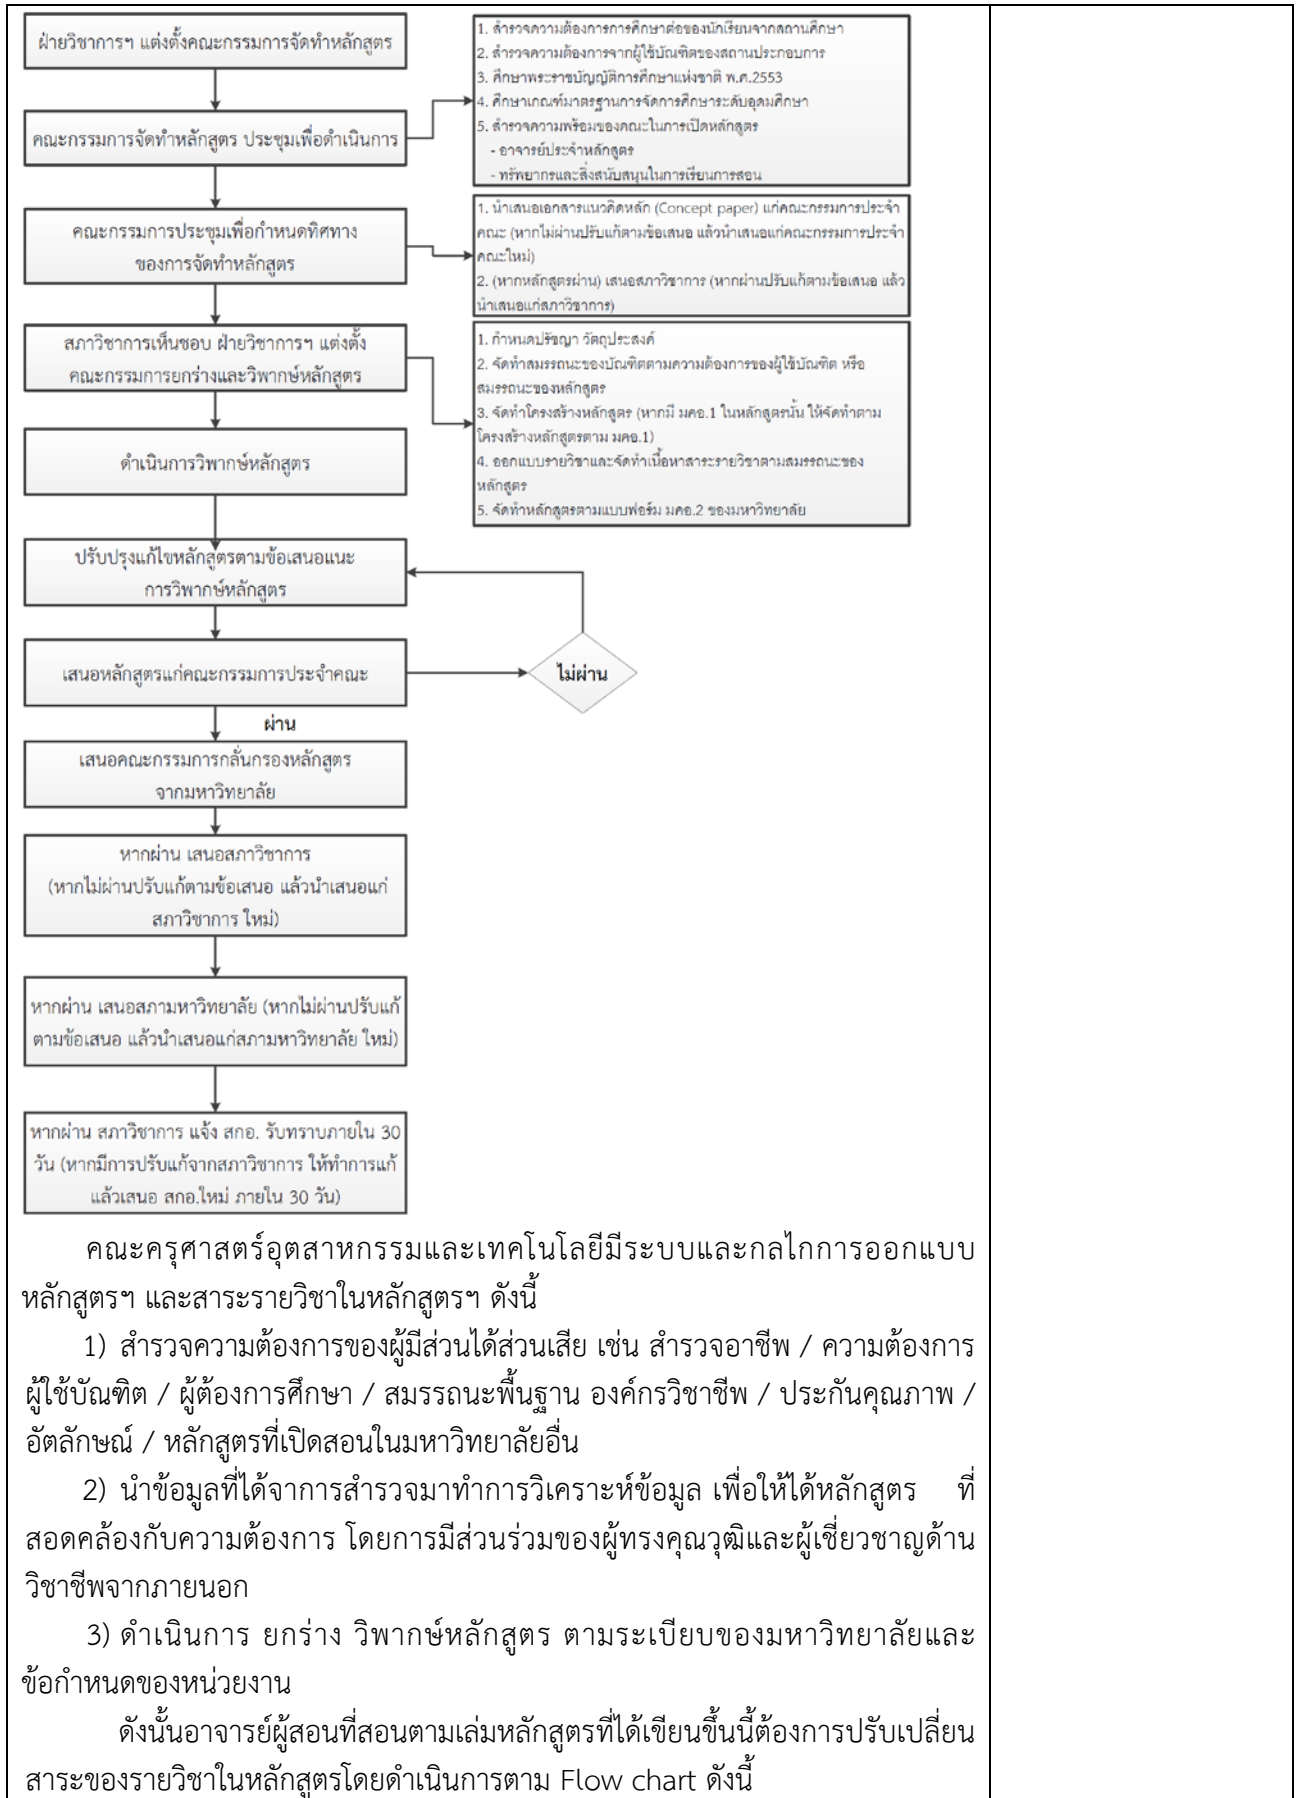 ฝ่ายวิชาการฯ แต่งตั้งคณะกรรมการจัดทำหลักสูตร
คณะกรรมการจัดทำหลักสูตร ประชุมเพื่อดำเนินการ
1. สำรวจความต้องการการศึกษาต่อของนักเรียนจากสถานศึกษา
2. สำรวจความต้องการจากผู้ใช้บัณฑิตของสถานประกอบการ
3. ศึกษาพระราชบัญญัติการศึกษาแห่งชาติ พ.ศ.2553
4. ศึกษาเกณฑ์มาตรฐานการจัดการศึกษาระดับอุดมศึกษา
5. สำรวจความพร้อมของคณะในการเปิดหลักสูตร
- อาจารย์ประจำหลักสูตร
- ทรัพยากรและสิ่งสนับสนุนในการเรียนการสอน
คณะกรรมการประชุมเพื่อกำหนดทิศทาง
ของการจัดทำหลักสูตร
1. นำเสนอเอกสารแนวคิดหลัก (Concept paper) แก่คณะกรรมการประจำ
คณะ (หากไม่ผ่านปรับแก้ตามข้อเสนอ แล้วนำเสนอแก่คณะกรรมการประจำ
คณะใหม่)
2. (หากหลักสูตรผ่าน) เสนอสภาวิชาการ (หากผ่านปรับแก้ตามข้อเสนอ แล้ว
นำเสนอแก่สภาวิชาการ)
สภาวิชาการเห็นชอบ ฝ่ายวิชาการฯ แต่งตั้ง
คณะกรรมการยกร่างและวิพากษ์หลักสูตร
1. กำหนดปรัชญา วัตถุประสงค์
2. จัดทำสมรรถนะของบัณฑิตตามความต้องการของผู้ใช้บัณฑิต หรือ
สมรรถนะของหลักสูตร
3. จัดทำโครงสร้างหลักสูตร (หากมี มคอ.1 ในหลักสูตรนั้น ให้จัดทำตาม
โครงสร้างหลักสูตรตาม มคอ.1)
4. ออกแบบรายวิชาและจัดทำเนื้อหาสาระรายวิชาตามสมรรถนะของ
หลักสูตร
5. จัดทำหลักสูตรตามแบบฟอร์ม มคอ.2 ของมหาวิทยาลัย
ดำเนินการวิพากษ์หลักสูตร
ปรับปรุงแก้ไขหลักสูตรตามข้อเสนอแนะ
การวิพากษ์หลักสูตร
เสนอหลักสูตรแก่คณะกรรมการประจำคณะ
ไม่ผ่าน
ผ่าน
เสนอคณะกรรมการกลั่นกรองหลักสูตร
จากมหาวิทยาลัย
หากผ่าน เสนอสภาวิชาการ
(หากไม่ผ่านปรับแก้ตามข้อเสนอ แล้วนำเสนอแก่
สภาวิชาการ ใหม่)
หากผ่าน เสนอสภามหาวิทยาลัย (หากไม่ผ่านปรับแก้
ตามข้อเสนอ แล้วนำเสนอแก่สภามหาวิทยาลัย ใหม่)
หากผ่าน สภาวิชาการ แจ้ง สกอ. รับทราบภายใน 30
วัน (หากมีการปรับแก้จากสภาวิชาการ ให้ทำการแก้
แล้วเสนอ สกอ.ใหม่ ภายใน 30 วัน)
คณะครุศาสตร์อุตสาหกรรมและเทคโนโลยีมีระบบและกลไกการออกแบบ
หลักสูตรฯ และสาระรายวิชาในหลักสูตรฯ ดังนี้
1) สำรวจความต้องการของผู้มีส่วนได้ส่วนเสีย เช่น สำรวจอาชีพ / ความต้องการ
ผู้ใช้บัณฑิต / ผู้ต้องการศึกษา / สมรรถนะพื้นฐาน องค์กรวิชาชีพ / ประกันคุณภาพ /
อัตลักษณ์ / หลักสูตรที่เปิดสอนในมหาวิทยาลัยอื่น
2) นำข้อมูลที่ได้จาการสำรวจมาทำการวิเคราะห์ข้อมูล เพื่อให้ได้หลักสูตร ที่
สอดคล้องกับความต้องการ โดยการมีส่วนร่วมของผู้ทรงคุณวุฒิและผู้เชี่ยวชาญด้าน
วิชาชีพจากภายนอก
3) ดำเนินการ ยกร่าง วิพากษ์หลักสูตร ตามระเบียบของมหาวิทยาลัยและ
ข้อกำหนดของหน่วยงาน
ดังนั้นอาจารย์ผู้สอนที่สอนตามเล่มหลักสูตรที่ได้เขียนขึ้นนี้ต้องการปรับเปลี่ยน
สาระของรายวิชาในหลักสูตรโดยดำเนินการตาม Flow chart ดังนี้